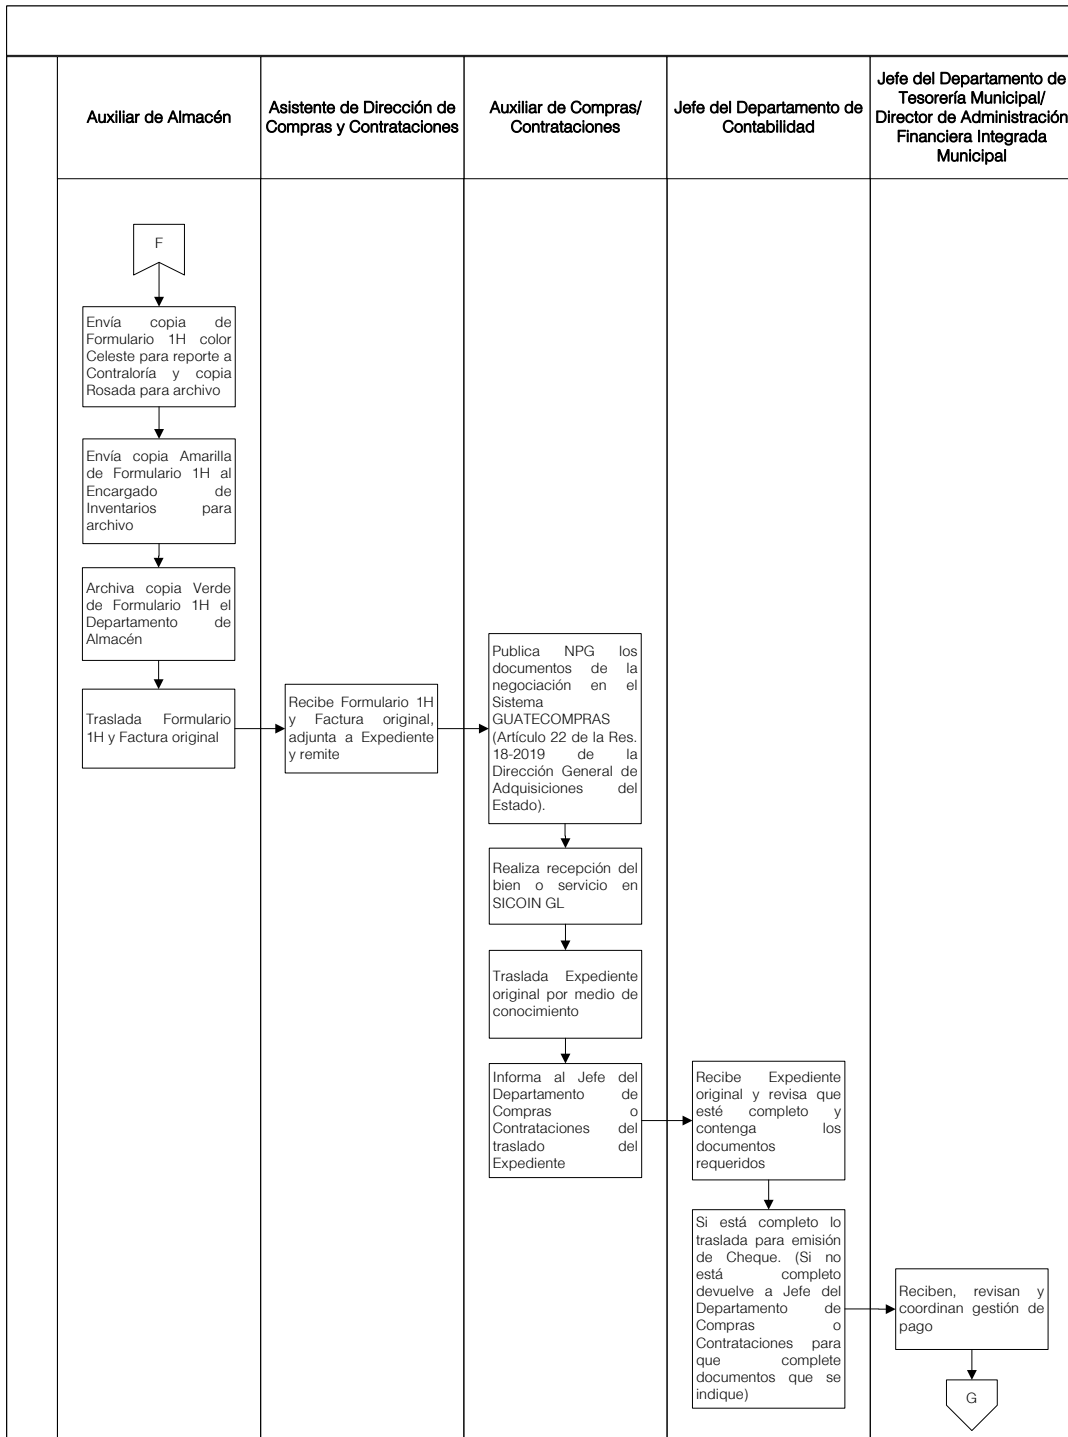 Auxiliar de Almacén
Asistente de Dirección de
Compras y Contrataciones
Auxiliar de Compras/
Contrataciones
Jefe del Departamento de
Contabilidad
Jefe del Departamento de
Tesorería Municipal/
Director de Administración
Financiera Integrada
Municipal
F
Envía copia de
Formulario 1H color
Celeste para reporte a
Contraloría y copia
Rosada para archivo
Envía copia Amarilla
de Formulario 1H al
Encargado de
Inventarios para
archivo
Archiva copia Verde
de Formulario 1H el
Departamento de
Almacén
Traslada Formulario
1H y Factura original
Recibe Formulario 1H
y Factura original,
adjunta a Expediente
y remite
Publica NPG los
documentos de la
negociación en el
Sistema
GUATECOMPRAS
(Artículo 22 de la Res.
18-2019 de la
Dirección General de
Adquisiciones del
Estado).
Realiza recepción del
bien o servicio en
SICOIN GL
Traslada Expediente
original por medio de
conocimiento
Informa al Jefe del
Departamento de
Compras o
Contrataciones del
traslado del
Expediente
Recibe Expediente
original y revisa que
esté completo y
contenga los
documentos
requeridos
Si está completo lo
traslada para emisión
de Cheque. (Si no
está completo
devuelve a Jefe del
Departamento de
Compras o
Contrataciones para
que complete
documentos que se
indique)
Reciben, revisan y
coordinan gestión de
pago
G